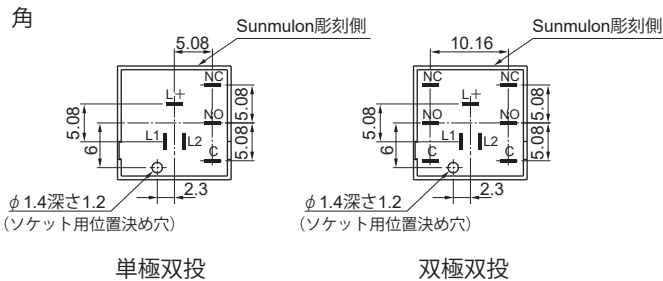 角
Sunmulon彫刻側
5.08
NC
L+
NO
5.08
5.08
L1
L2
5.08
6
C
2.3
φ1.4深さ1.2
(ソケット用位置決め穴)
単極双投
Sunmulon彫刻側
10.16
NC
NC
L+
NO
NO
5.08
5.08
L1
L2
5.08
6
C
C
2.3
φ1.4深さ1.2
(ソケット用位置決め穴)
双極双投